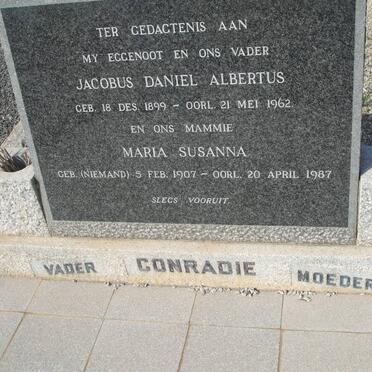 TER GEDACTENIS AAN
MY EGGENOOT EN ONS VADER
JACOBUS DANIEL ALBERTUS
GEB. 18 DES. 1899 - OORL. 21 MEI 1962
EN ONS MAMMIE
MARIA SUSANNA
GEB. (NIEMAND) 5 FEB. 1907 - OORL. 20 APRIL 1987
SLEGS VOORUIT.
VADER CONRADIE MOEDER